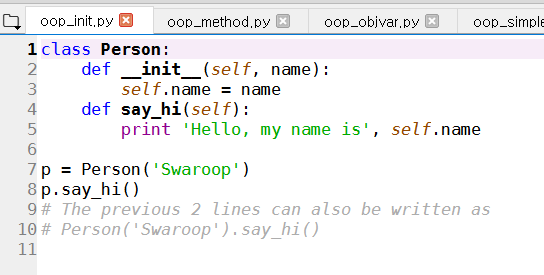 oop_init.py oop_method.py oop_objvar.py oop_simple
1 class Person:
2     def __init__(self, name):
3         self.name = name
4     def say_hi(self):
5         print 'Hello, my name is', self.name
6
7 p = Person('Swaroop')
8 p.say_hi()
9 # The previous 2 lines can also be written as
10 # Person('Swaroop').say_hi()
11